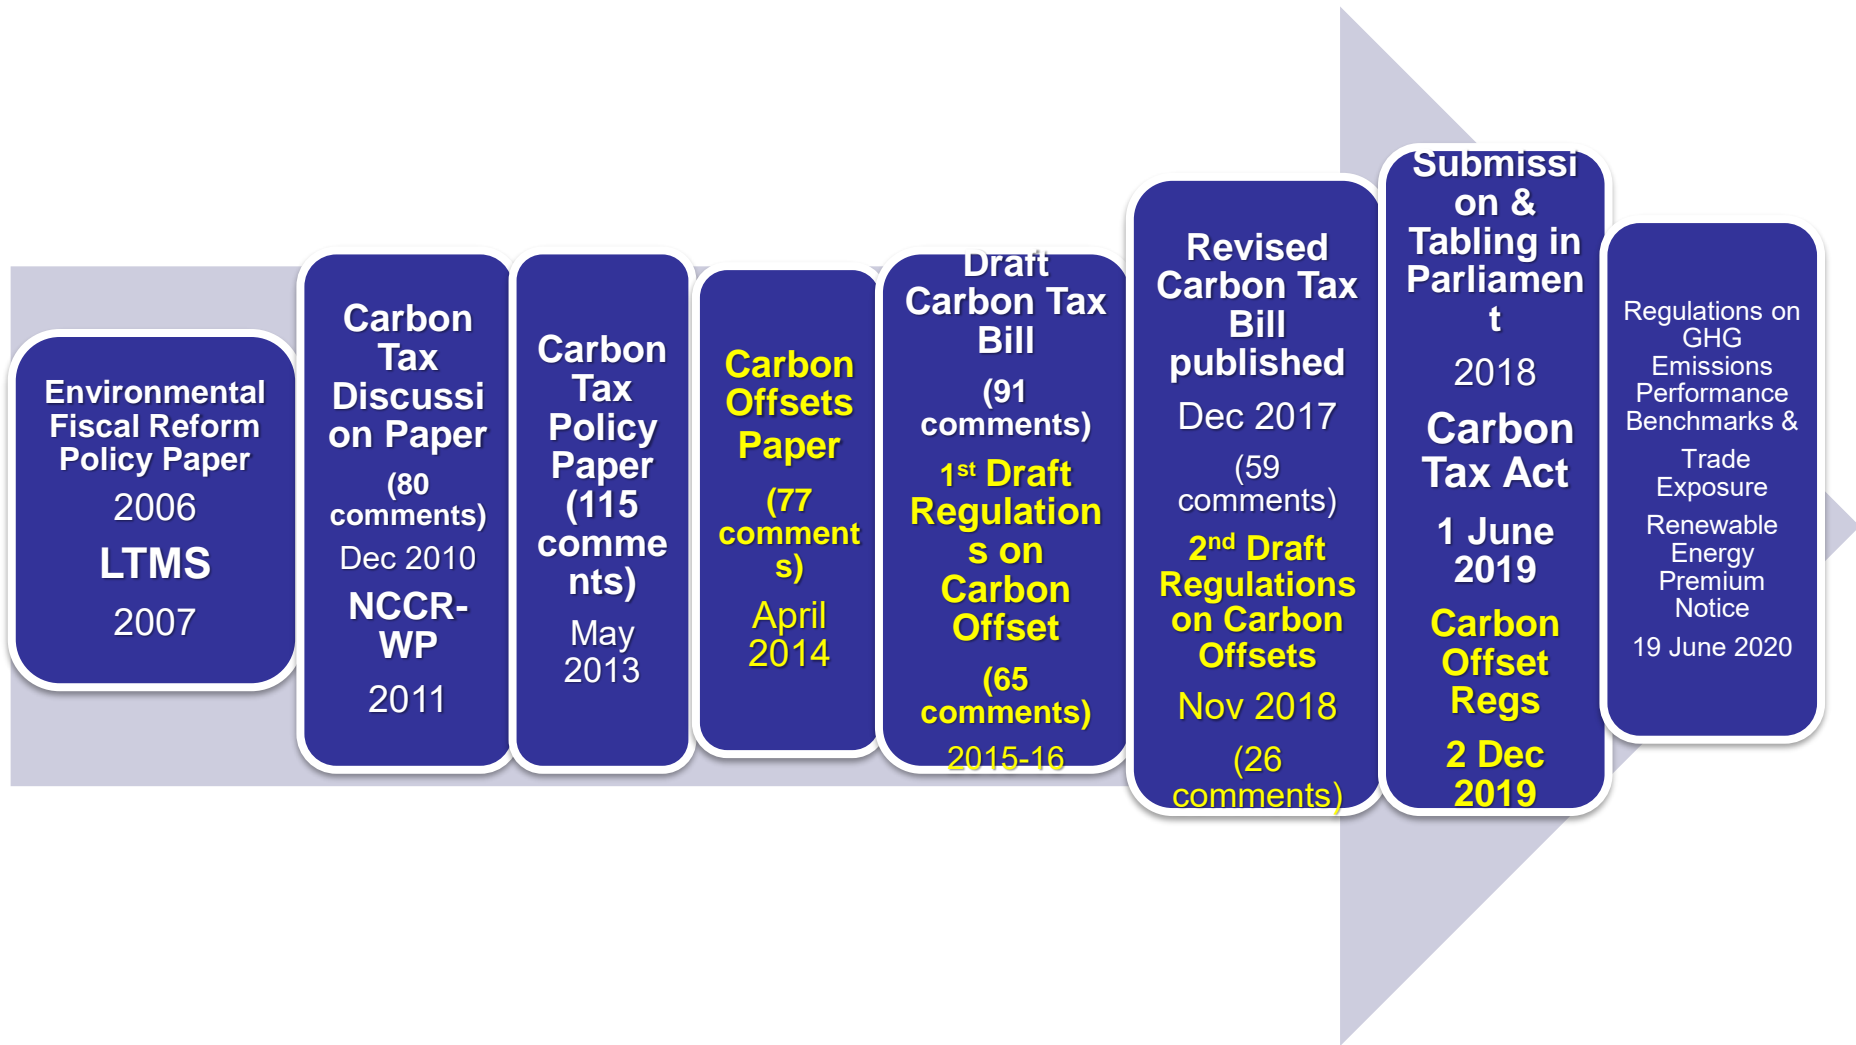 Environmental
Fiscal Reform
Policy Paper
2006
LTMS
2007
Carbon
Tax
Discussi
on Paper
(80
comments)
Dec 2010
NCCR-
WP
2011
Carbon
Tax
Policy
Paper
(115
comme
nts)
May
2013
Carbon
Offsets
Paper
(77
comment
s)
April
2014
Draft
Carbon Tax
Bill
(91
comments)
1st Draft
Regulation
s on
Carbon
Offset
(65
comments)
2015-16
Revised
Carbon Tax
Bill
published
Dec 2017
(59
comments)
2nd Draft
Regulations
on Carbon
Offsets
Nov 2018
(26
comments)
Submissi
on &
Tabling in
Parliamen
t
2018
Carbon
Tax Act
1 June
2019
Carbon
Offset
Regs
2 Dec
2019
Regulations on
GHG
Emissions
Performance
Benchmarks &
Trade
Exposure
Renewable
Energy
Premium
Notice
19 June 2020